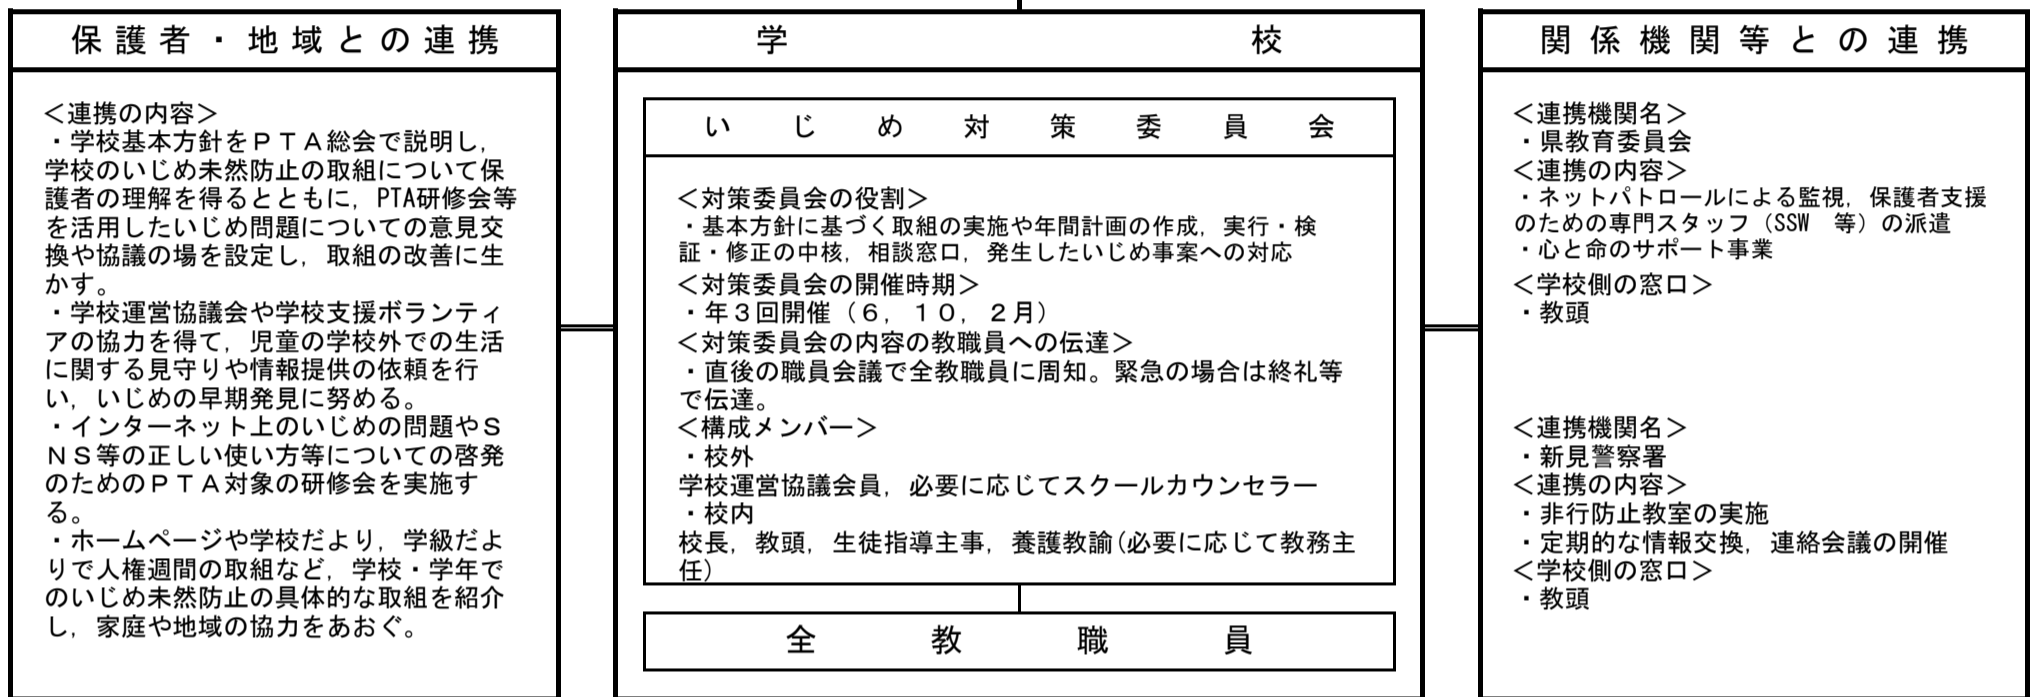 保護者・地域との連携
＜連携の内容＞
・学校基本方針をＰＴＡ総会で説明し，
学校のいじめ未然防止の取組について保
護者の理解を得るとともに，PTA研修会等
を活用したいじめ問題についての意見交
換や協議の場を設定し，取組の改善に生
かす。
・学校運営協議会や学校支援ボランティ
アの協力を得て，児童の学校外での生活
に関する見守りや情報提供の依頼を行
い，いじめの早期発見に努める。
・インターネット上のいじめの問題やＳ
ＮＳ等の正しい使い方等についての啓発
のためのＰＴＡ対象の研修会を実施す
る。
・ホームページや学校だより，学級だよ
りで人権週間の取組など，学校・学年で
のいじめ未然防止の具体的な取組を紹介
し，家庭や地域の協力をあおぐ。
学校
いじめ対策委員会
＜対策委員会の役割＞
・基本方針に基づく取組の実施や年間計画の作成，実行・検
証・修正の中核，相談窓口，発生したいじめ事案への対応
＜対策委員会の開催時期＞
・年３回開催（６，１０，２月）
＜対策委員会の内容の教職員への伝達＞
・直後の職員会議で全教職員に周知。緊急の場合は終礼等
で伝達。
＜構成メンバー＞
・校外
学校運営協議会員，必要に応じてスクールカウンセラー
・校内
校長，教頭，生徒指導主事，養護教諭(必要に応じて教務主
任)
全教職員
関係機関等との連携
＜連携機関名＞
・県教育委員会
＜連携の内容＞
・ネットパトロールによる監視，保護者支援
のための専門スタッフ（SSW　等）の派遣
・心と命のサポート事業
＜学校側の窓口＞
・教頭
＜連携機関名＞
・新見警察署
＜連携の内容＞
・非行防止教室の実施
・定期的な情報交換，連絡会議の開催
＜学校側の窓口＞
・教頭